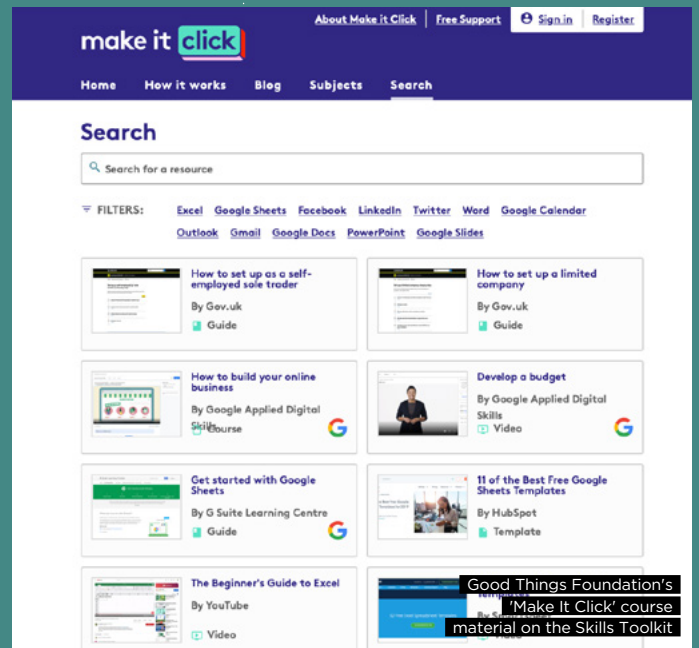 About Make it Click
Free Support
Sign in
Register
make it click
Home
How it works
Blog
Subjects
Search
Search
Search for a resource
FILTERS:
Excel Google Sheets Facebook LinkedIn Twitter Word Google Calendar
Outlook Gmail Google Docs PowerPoint Google Slides
How to set up as a self-
employed sole trader
By Gov.uk
Guide
How to set up a limited
company
By Gov.uk
Guide
How to build your online
business
By Google Applied Digital
Skills
Course
Develop a budget
By Google Applied Digital
Skills
Video
Get started with Google
Sheets
By G Suite Learning Centre
Guide
11 of the Best Free Google
Sheets Templates
By HubSpot
Template
The Beginner's Guide to Excel
By YouTube
Video
Templates
Video
Good Things Foundation's
'Make It Click' course
material on the Skills Toolkit